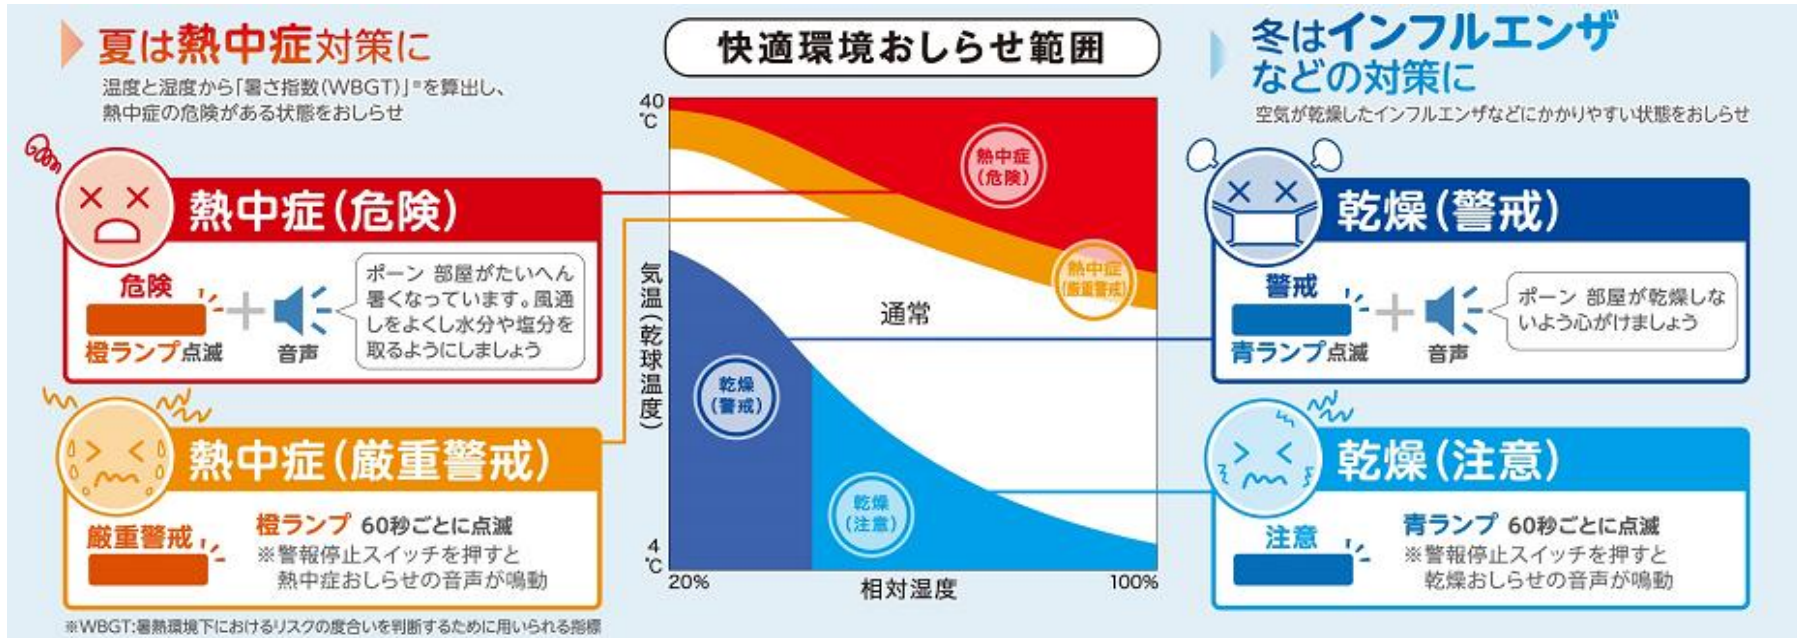 夏は熱中症対策に
温度と湿度から「暑さ指数(WBGT)」※を算出し、
熱中症の危険がある状態をおしらせ
熱中症(危険)
危険
橙ランプ点滅
+
音声
ポーン 部屋がたいへん
暑くなっています。風通
しをよくし水分や塩分を
取るようにしましょう
熱中症(厳重警戒)
厳重警戒
橙ランプ 60秒ごとに点滅
※警報停止スイッチを押すと
熱中症おしらせの音声が鳴動
※WBGT:暑熱環境下におけるリスクの度合いを判断するために用いられる指標
快適環境おしらせ範囲
40
℃
気温(乾球温度)
4
℃
20%
相対湿度
100%
熱中症
(危険)
熱中症
(厳重警戒)
通常
乾燥
(警戒)
乾燥
(注意)
冬はインフルエンザ
などの対策に
空気が乾燥したインフルエンザなどにかかりやすい状態をおしらせ
乾燥(警戒)
警戒
青ランプ点滅
+
音声
ポーン 部屋が乾燥しな
いよう心がけましょう
乾燥(注意)
注意
青ランプ 60秒ごとに点滅
※警報停止スイッチを押すと
乾燥おしらせの音声が鳴動